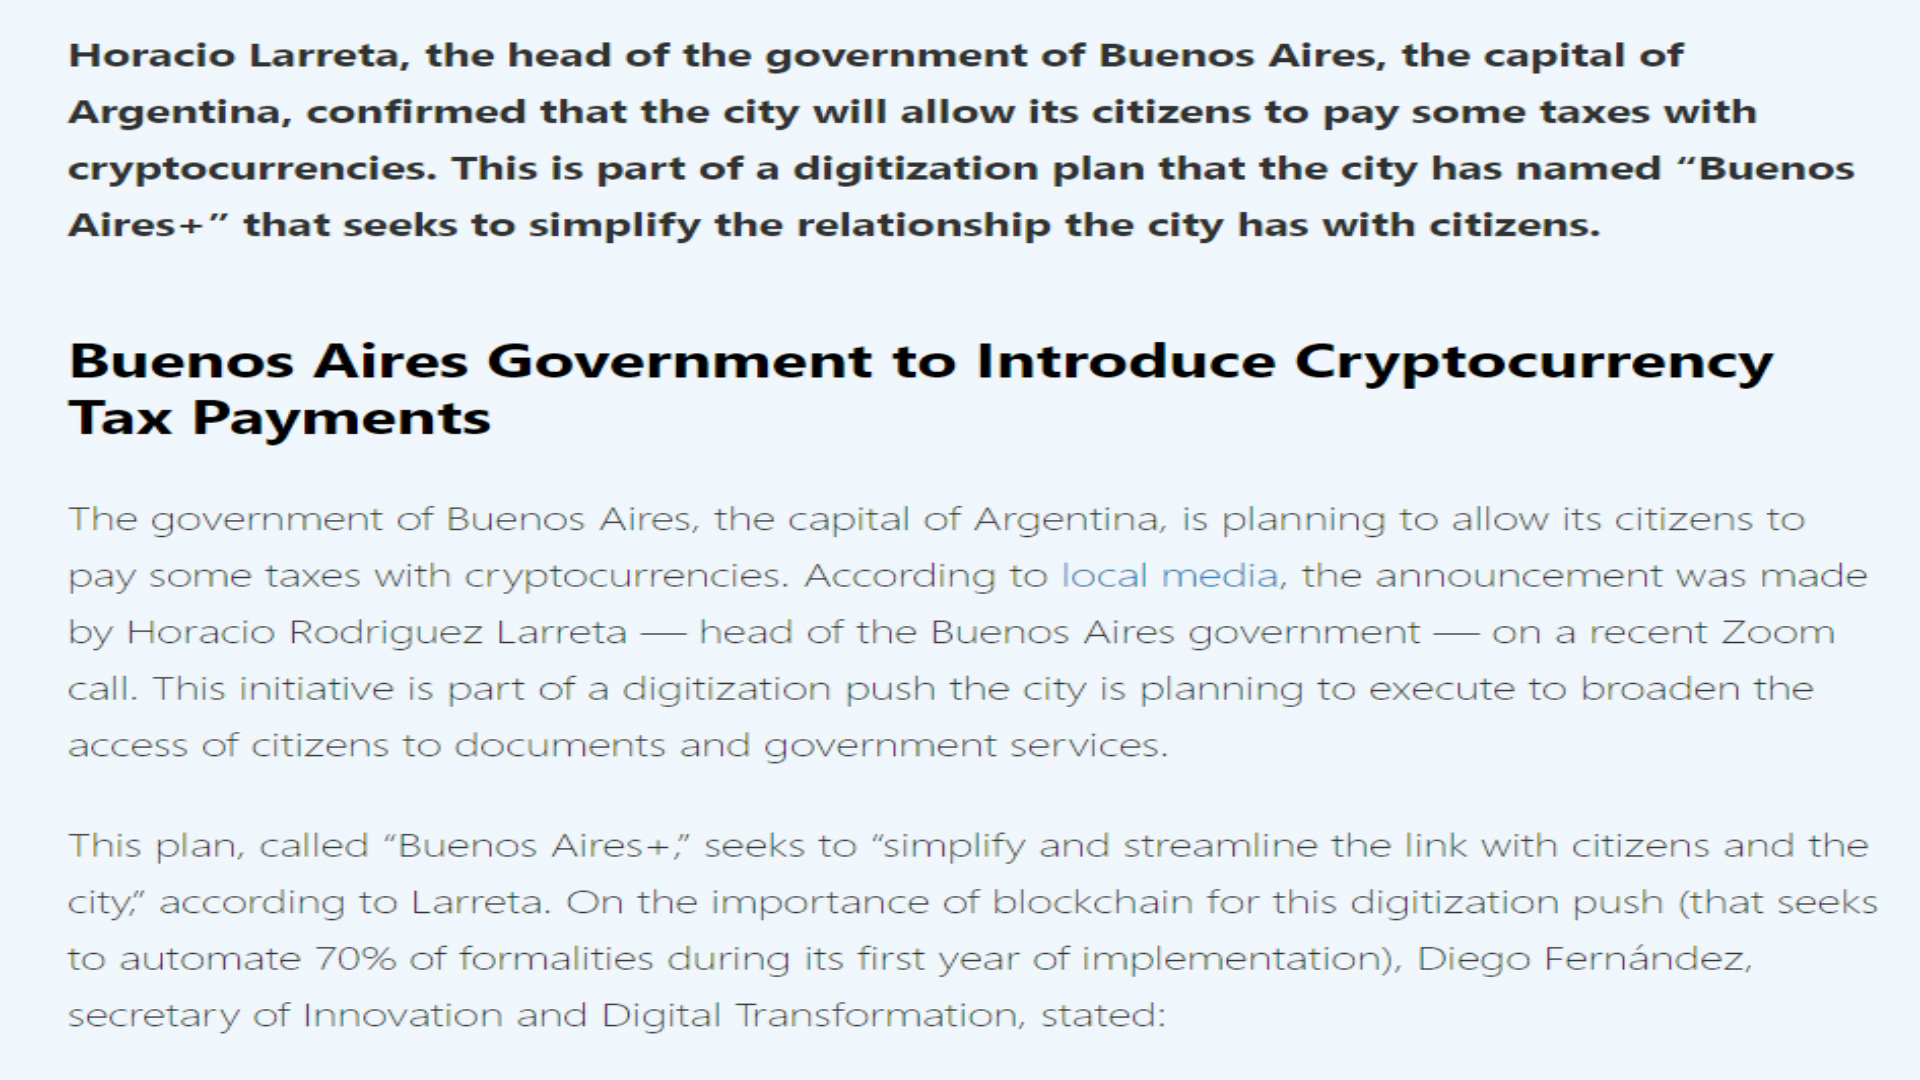 Horacio Larreta, the head of the government of Buenos Aires, the capital of
Argentina, confirmed that the city will allow its citizens to pay some taxes with
cryptocurrencies. This is part of a digitization plan that the city has named “Buenos
Aires+” that seeks to simplify the relationship the city has with citizens.
Buenos Aires Government to Introduce Cryptocurrency
Tax Payments
The government of Buenos Aires, the capital of Argentina, is planning to allow its citizens to
pay some taxes with cryptocurrencies. According to local media, the announcement was made
by Horacio Rodriguez Larreta — head of the Buenos Aires government — on a recent Zoom
call. This initiative is part of a digitization push the city is planning to execute to broaden the
access of citizens to documents and government services.
This plan, called “Buenos Aires+,” seeks to “simplify and streamline the link with citizens and the
city,” according to Larreta. On the importance of blockchain for this digitization push (that seeks
to automate 70% of formalities during its first year of implementation), Diego Fernández,
secretary of Innovation and Digital Transformation, stated: